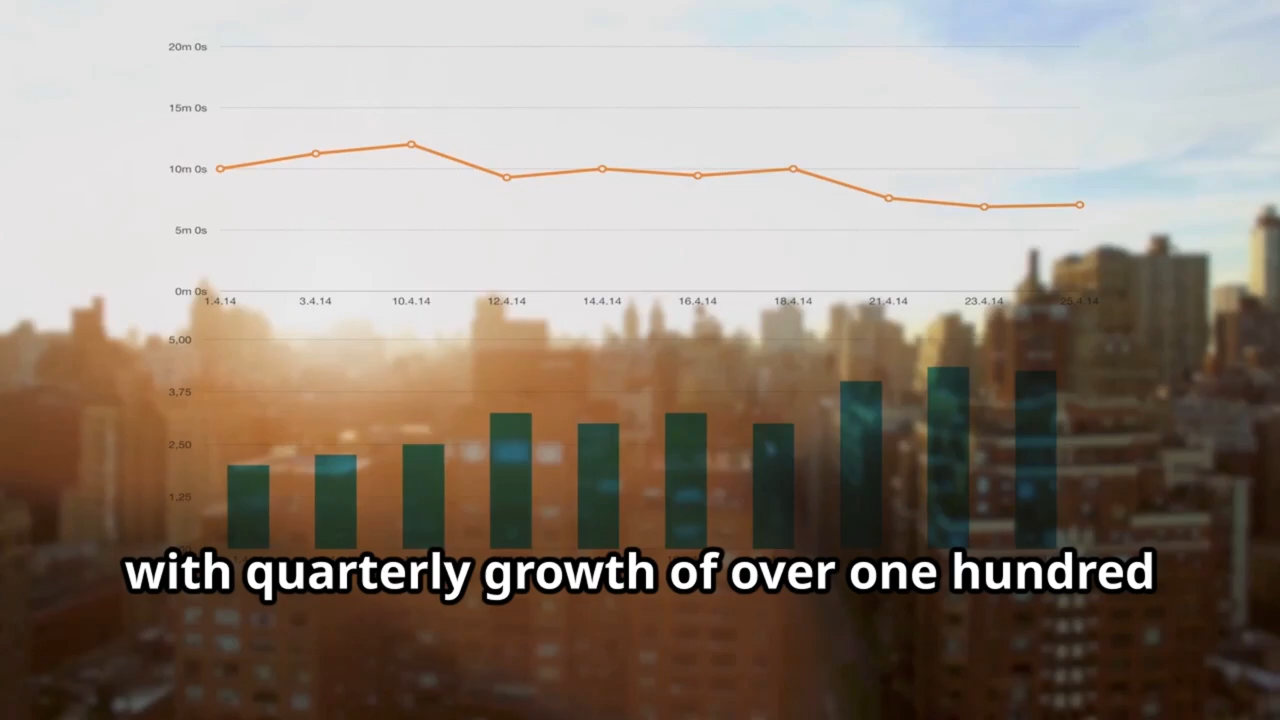 20m 0s
15m 0s
10m 0s
5m 0s
0m 0s
1.4.14 3.4.14 10.4.14 12.4.14 14.4.14 16.4.14 18.4.14 21.4.14 23.4.14 25.4.14
5,00
3,75
2,50
1,25
with quarterly growth of over one hundred